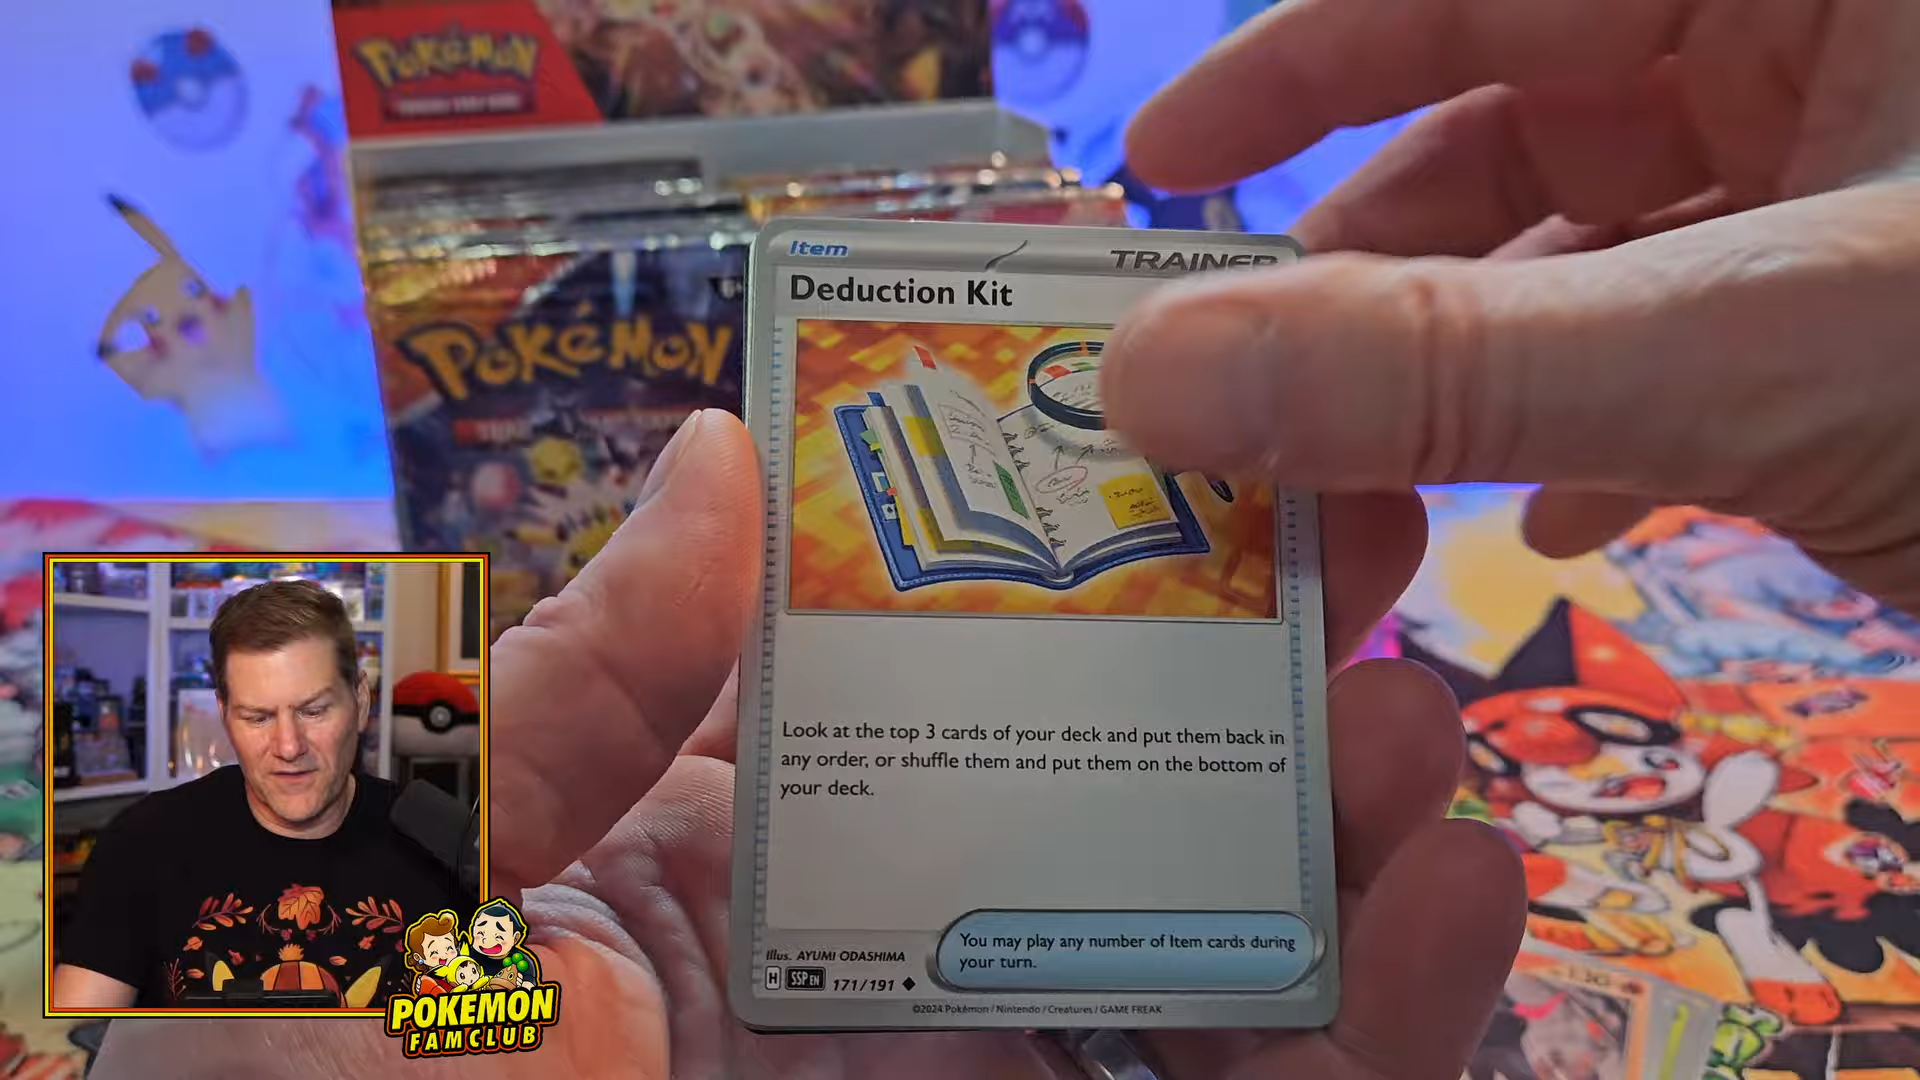 POKéMON
POKéMON
Item
TRAINER
Deduction Kit
Look at the top 3 cards of your deck and put them back in
any order, or shuffle them and put them on the bottom of
your deck.
You may play any number of Item cards during
your turn.
Illus. AYUMI ODASHIMA
H SSP EN 171/191
©2024 Pokémon / Nintendo / Creatures / GAME FREAK
POKEMON
FAMCLUB